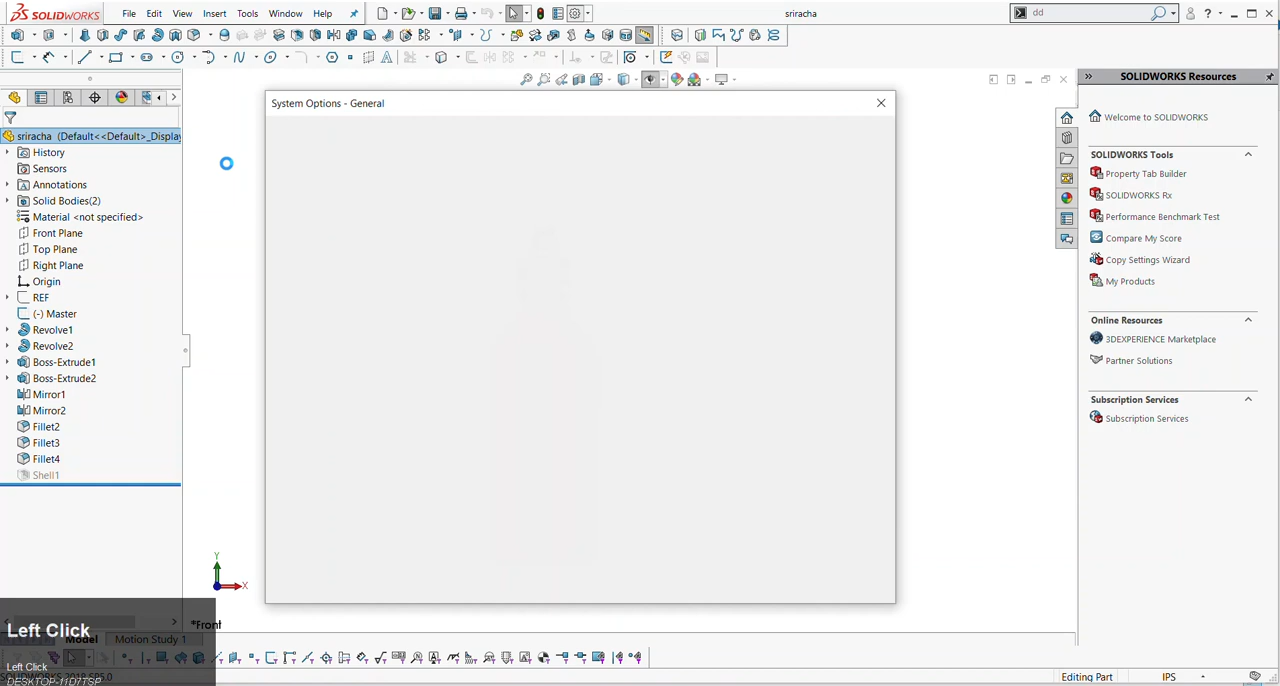 SOLIDWORKS File Edit View Insert Tools Window Help sriracha dd
SOLIDWORKS Resources
System Options - General
sriracha (Default<<Default>_Display
History
Sensors
Annotations
Solid Bodies(2)
Material <not specified>
Front Plane
Top Plane
Right Plane
Origin
REF
(-) Master
Revolve1
Revolve2
Boss-Extrude1
Boss-Extrude2
Mirror1
Mirror2
Fillet2
Fillet3
Fillet4
Shell1
Y
X
*Front
Welcome to SOLIDWORKS
SOLIDWORKS Tools
Property Tab Builder
SOLIDWORKS Rx
Performance Benchmark Test
Compare My Score
Copy Settings Wizard
My Products
Online Resources
3DEXPERIENCE Marketplace
Partner Solutions
Subscription Services
Subscription Services
Left Click
Model Motion Study 1
Left Click
DESKTOP-11D7TSP
Editing Part IPS